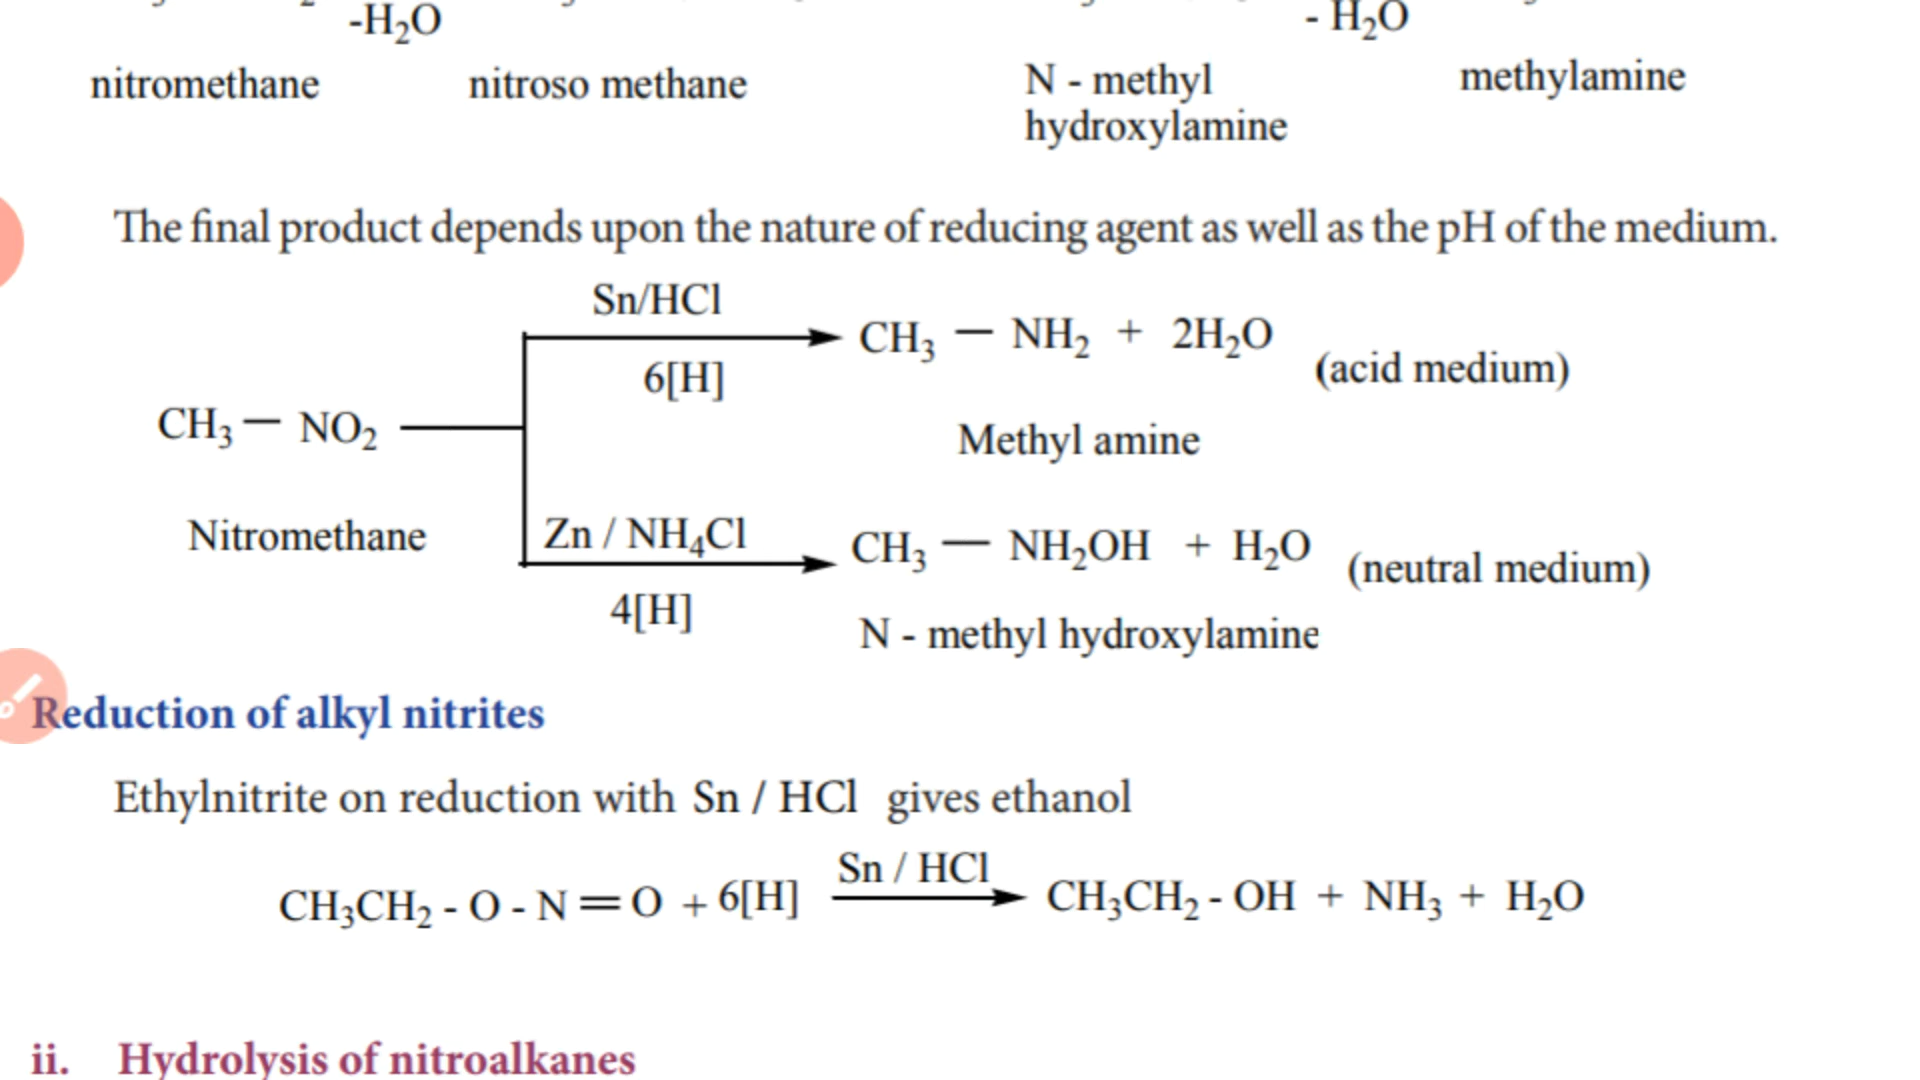 -H₂O - H₂O
nitromethane nitroso methane N - methyl hydroxylamine methylamine
The final product depends upon the nature of reducing agent as well as the pH of the medium.
Sn/HCl
CH₃ — NH₂ + 2H₂O
6[H]
(acid medium)
CH₃ — NO₂
Methyl amine
Nitromethane
Zn / NH₄Cl
CH₃ — NH₂OH + H₂O
(neutral medium)
4[H]
N - methyl hydroxylamine
Reduction of alkyl nitrites
Ethylnitrite on reduction with Sn / HCl gives ethanol
Sn / HCl
CH₃CH₂ - O - N = O + 6[H] → CH₃CH₂ - OH + NH₃ + H₂O
ii. Hydrolysis of nitroalkanes